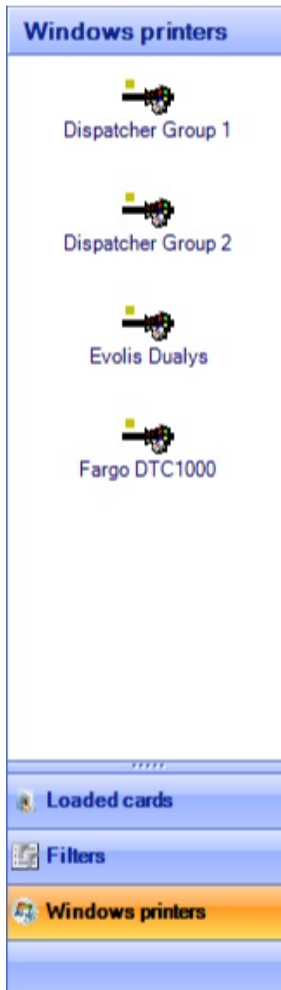 Windows printers
Dispatcher Group 1
Dispatcher Group 2
Evolis Dualys
Fargo DTC1000
Loaded cards
Filters
Windows printers